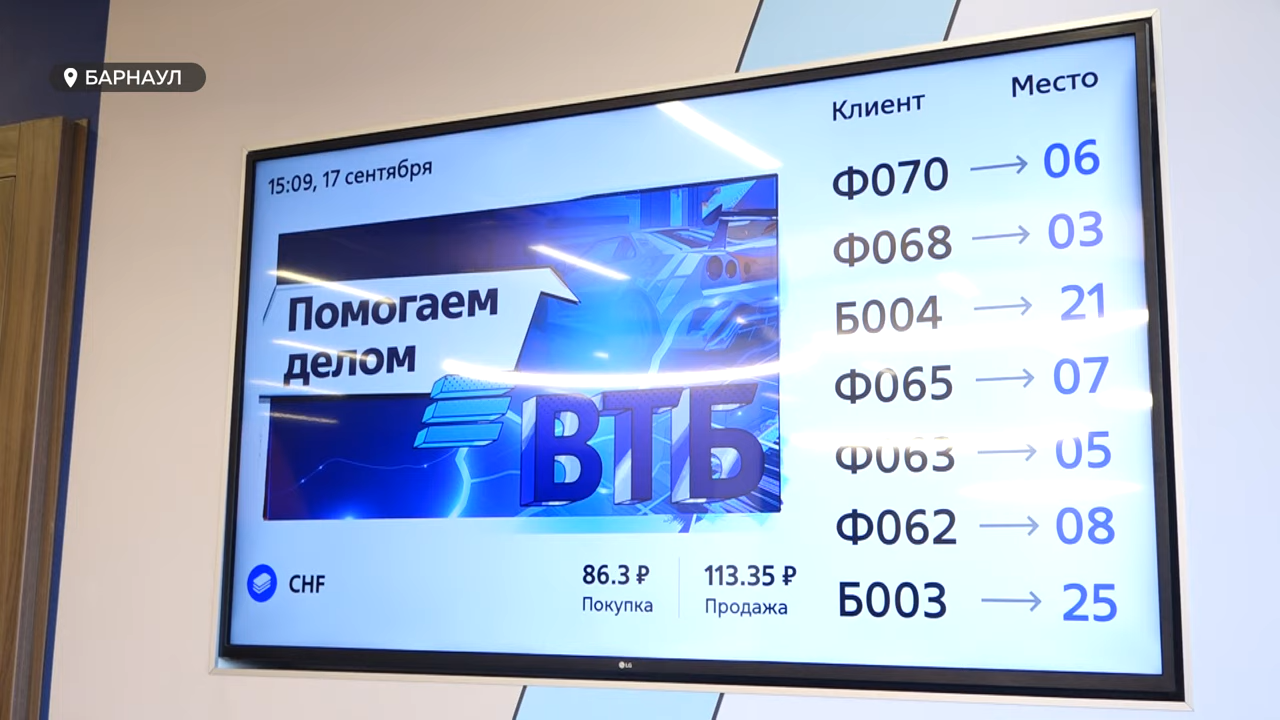 БАРНАУЛ
15:09, 17 сентября
Помогаем
делом
ВТБ
CHF
86.3 ₽ 113.35 ₽
Покупка Продажа
Клиент Место
Ф070 → 06
Ф068 → 03
Б004 → 21
Ф065 → 07
Ф063 → 05
Ф062 → 08
Б003 → 25
LG